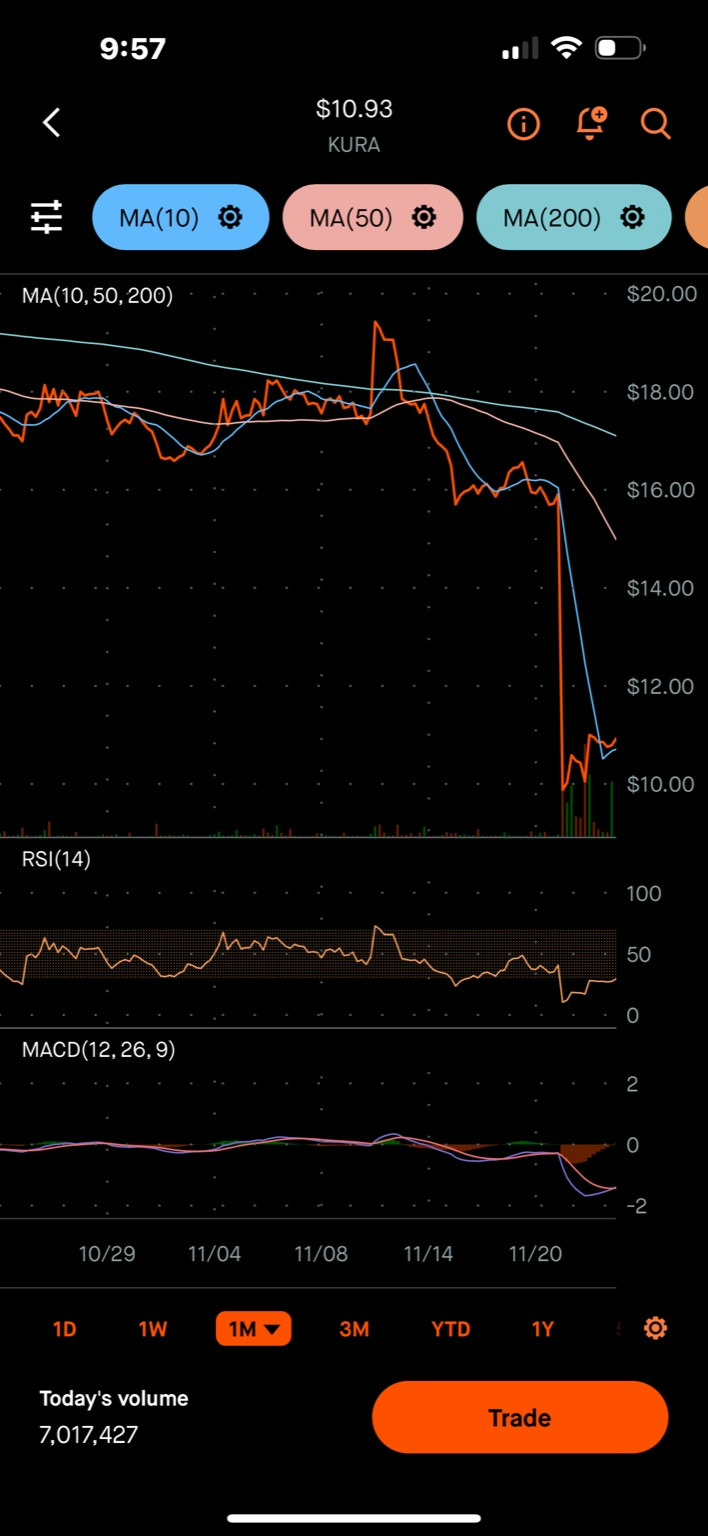 9:57
$10.93
KURA
MA(10) MA(50) MA(200)
MA(10, 50, 200)
$20.00
$18.00
$16.00
$14.00
$12.00
$10.00
RSI(14)
100
50
0
MACD(12, 26, 9)
2
0
-2
10/29 11/04 11/08 11/14 11/20
1D 1W 1M 3M YTD 1Y
Today's volume
7,017,427
Trade